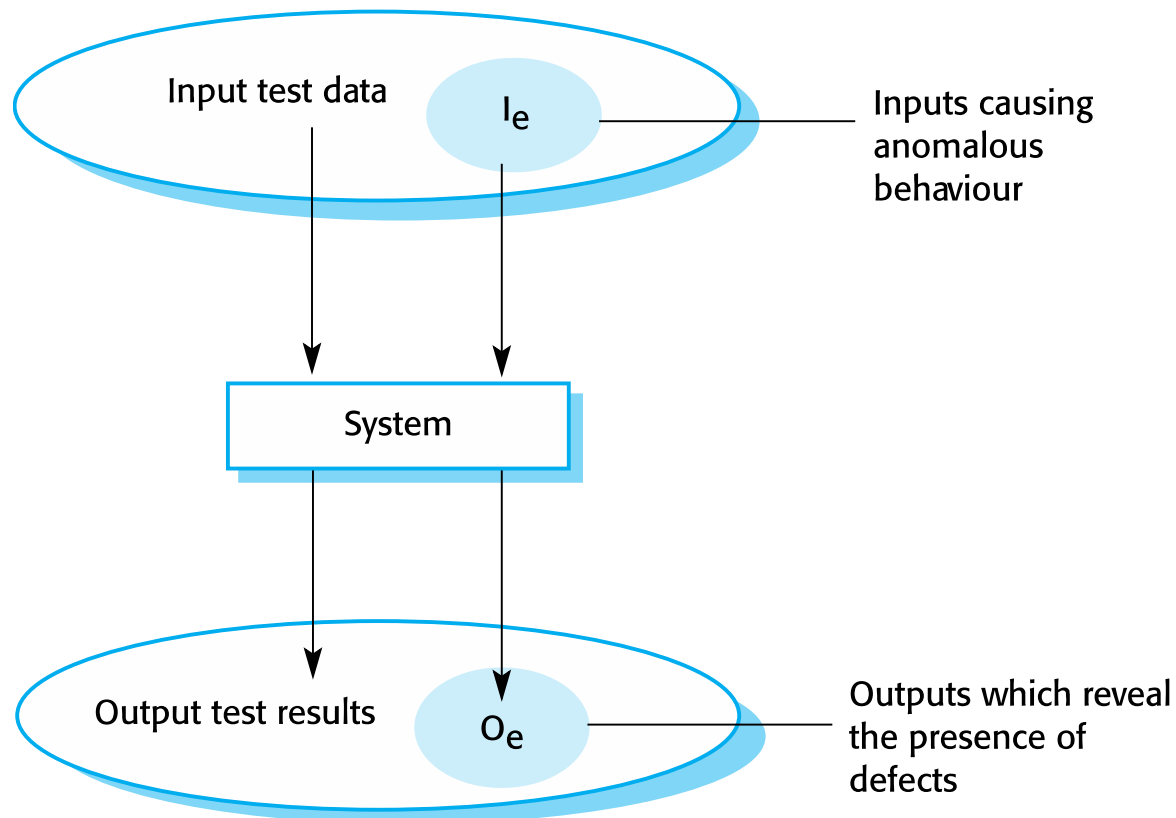 Input test data
Ie
Inputs causing
anomalous
behaviour
System
Output test results
Oe
Outputs which reveal
the presence of
defects